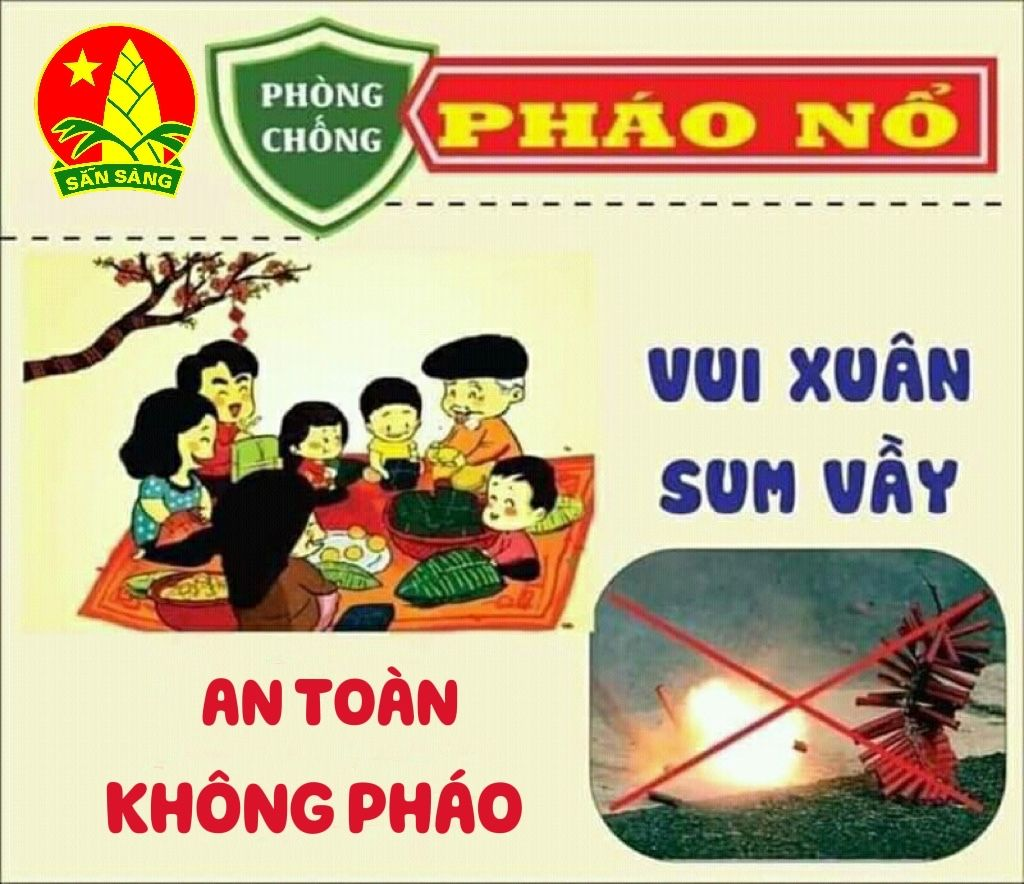 SẴN SÀNG
PHÒNG
CHỐNG
PHÁO NỔ
VUI XUÂN
SUM VẦY
AN TOÀN
KHÔNG PHÁO